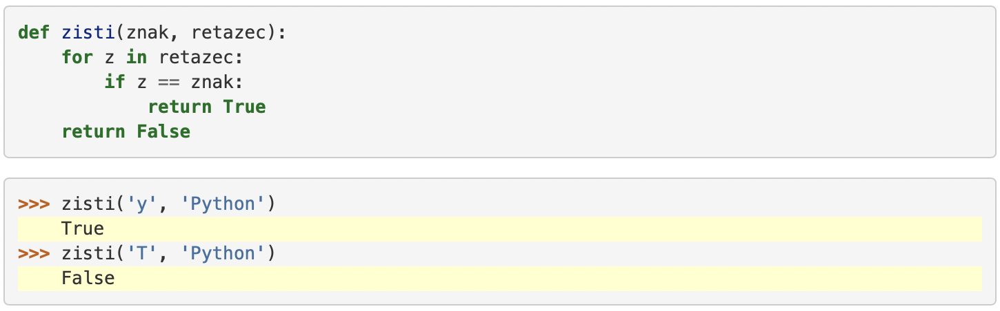 def zisti(znak, retazec):
    for z in retazec:
        if z == znak:
            return True
    return False
>>> zisti('y', 'Python')
    True
>>> zisti('T', 'Python')
    False